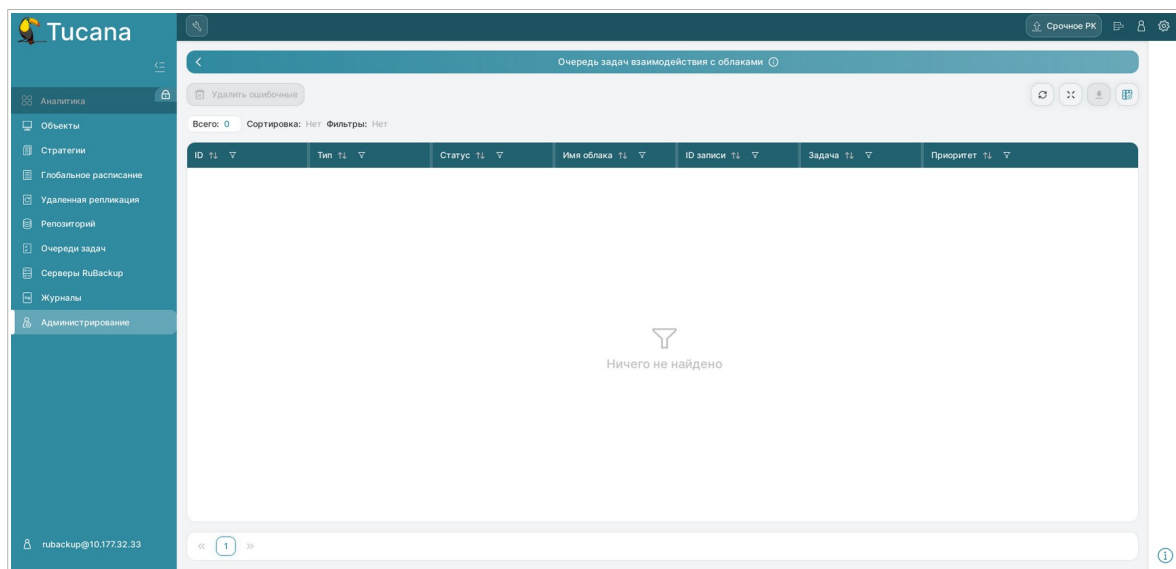 Tucana
Срочное РК
Очередь задач взаимодействия с облаками
Удалить ошибочные
Всего: 0 Сортировка: Нет Фильтры: Нет
ID Тип Статус Имя облака ID записи Задача Приоритет
Аналитика
Объекты
Стратегии
Глобальное расписание
Удаленная репликация
Репозиторий
Очереди задач
Серверы RuBackup
Журналы
Администрирование
Ничего не найдено
rubackup@10.177.32.33
« 1 »